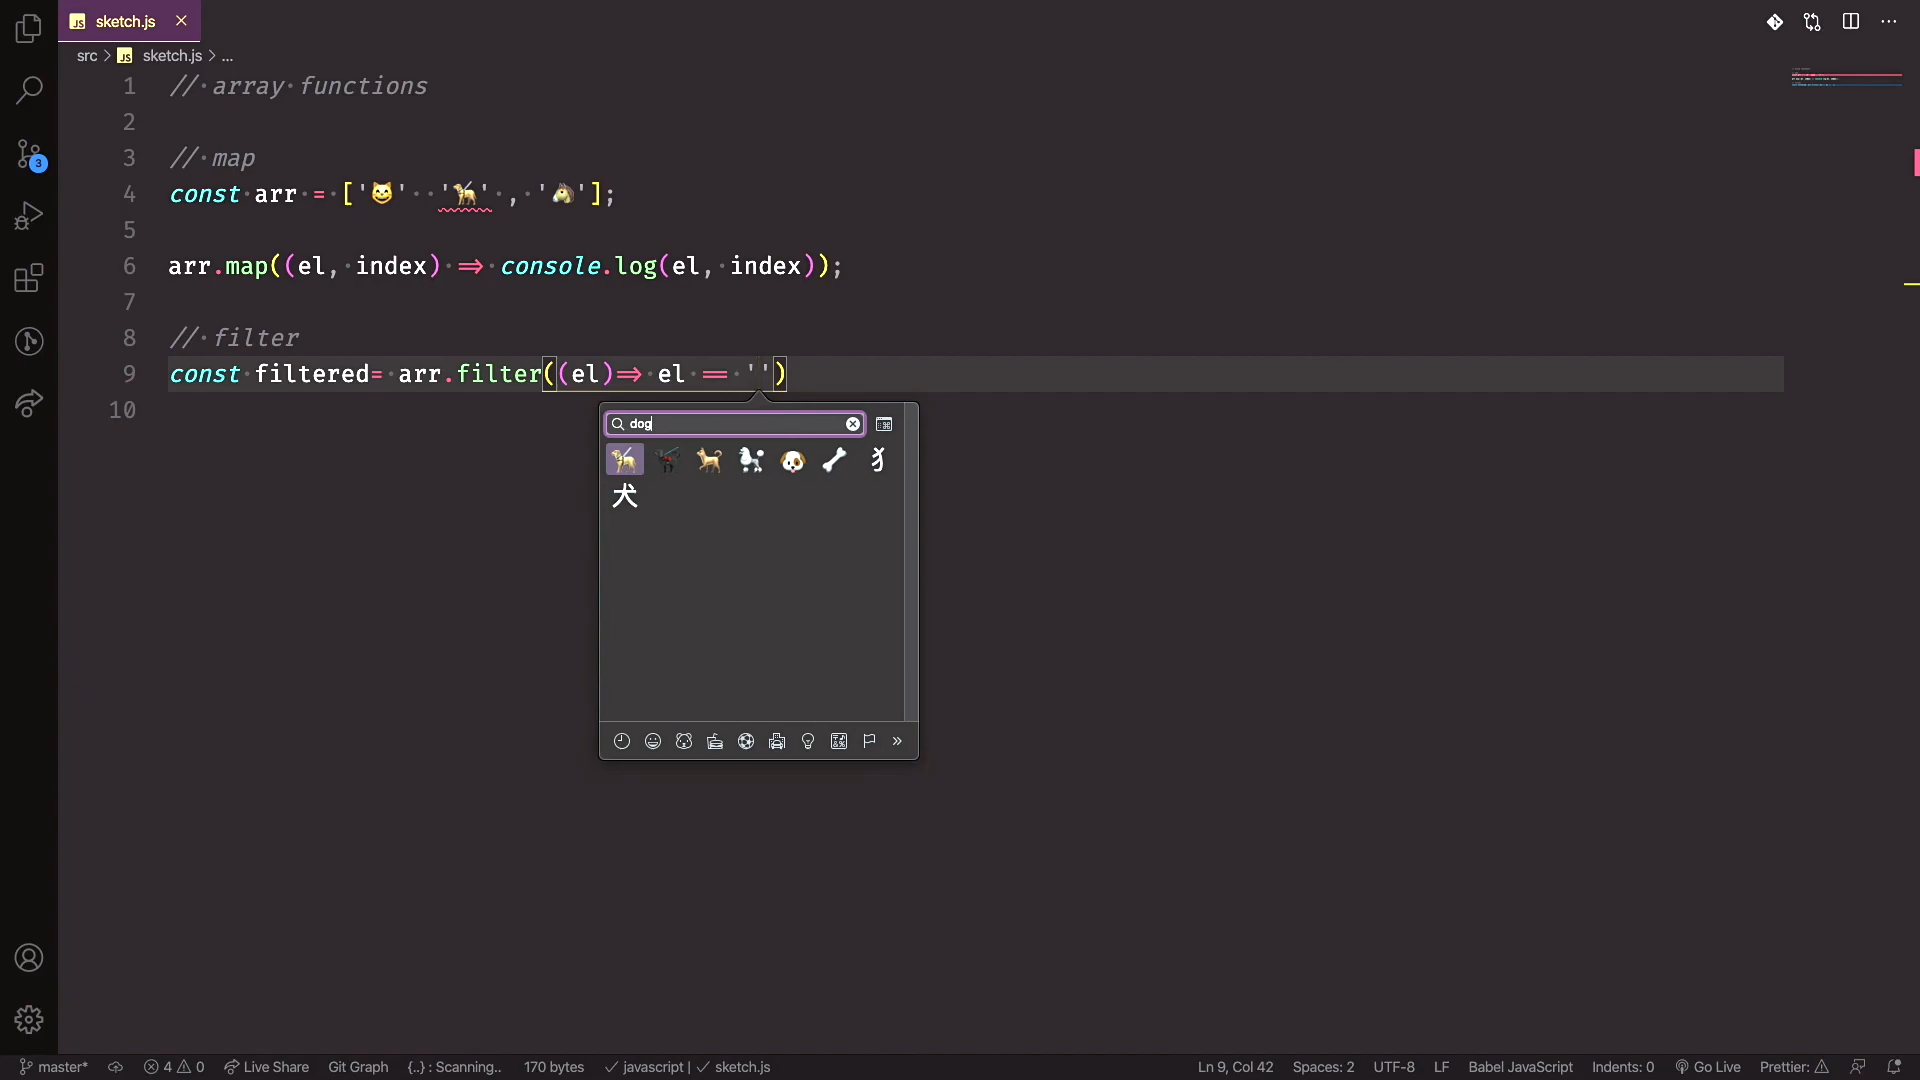 sketch.js
src > sketch.js > ...
1 // array functions
2
3 // map
4 const arr = ['😺'  '🦮' , '🐴'];
5
6 arr.map((el, index) => console.log(el, index));
7
8 // filter
9 const filtered= arr.filter((el)=> el == '')
10
dog
犭
犬
3
master* 4 0 Live Share Git Graph {..} : Scanning.. 170 bytes ✓ javascript | ✓ sketch.js Ln 9, Col 42 Spaces: 2 UTF-8 LF Babel JavaScript Indents: 0 Go Live Prettier: ⚠